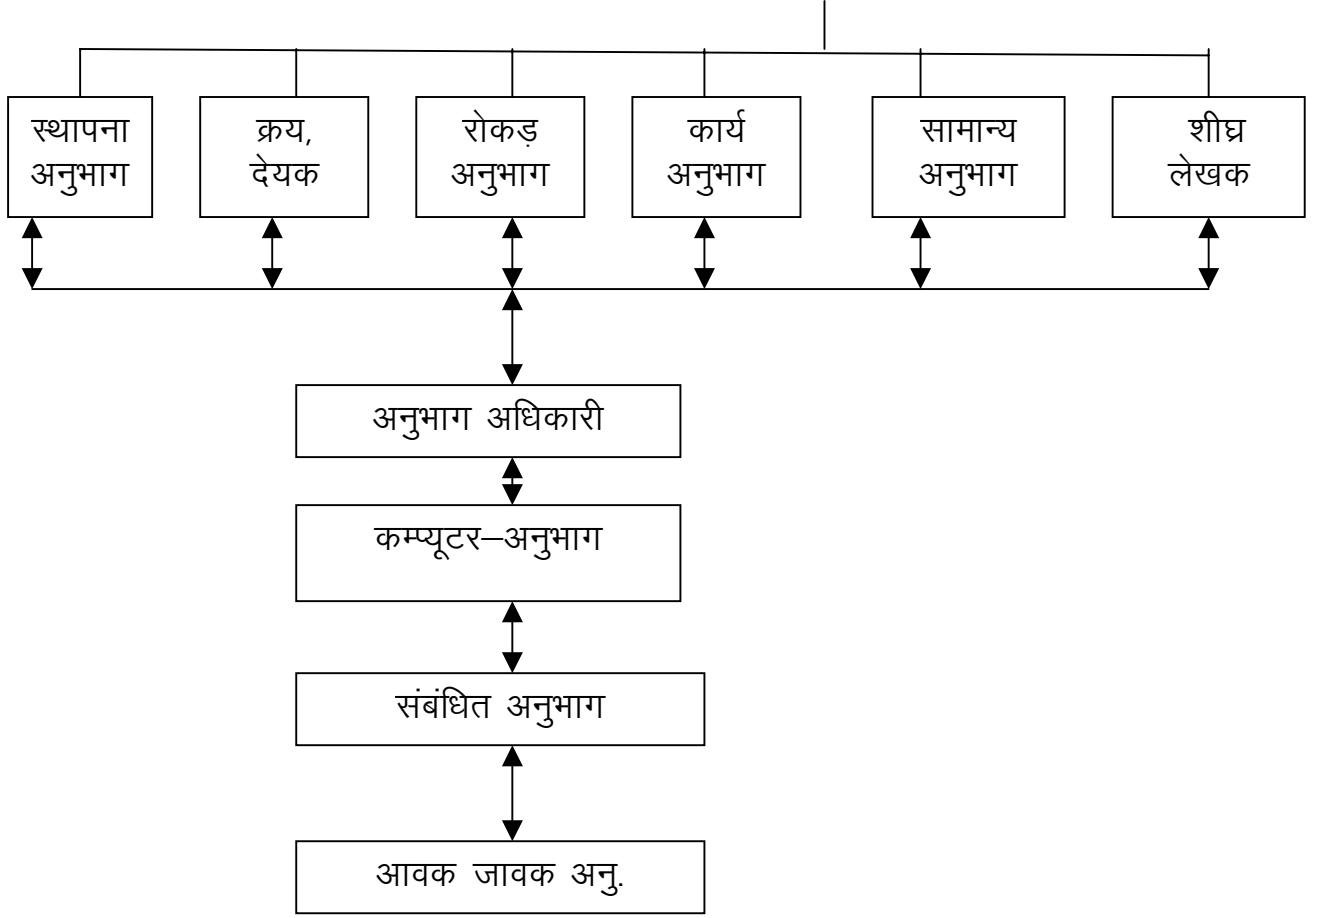 स्थापना
अनुभाग
क्रय,
देयक
रोकड़
अनुभाग
कार्य
अनुभाग
सामान्य
अनुभाग
शीघ्र
लेखक
अनुभाग अधिकारी
कम्प्यूटर–अनुभाग
संबंधित अनुभाग
आवक जावक अनु.